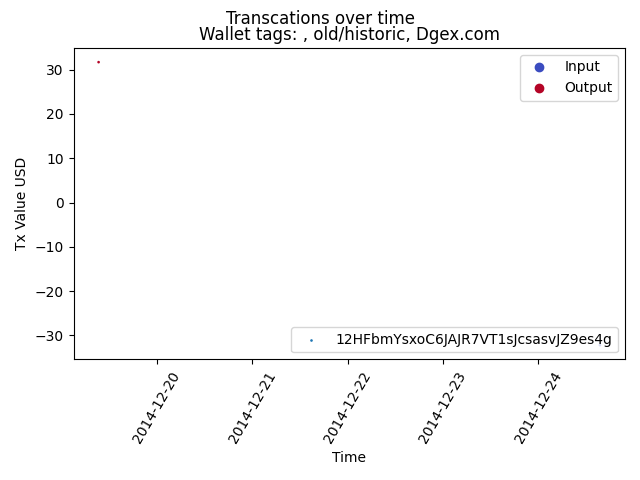 Transcations over time
Wallet tags: , old/historic, Dgex.com
Input
Output
30
20
10
0
−10
−20
−30
Tx Value USD
12HFbmYsxoC6JAJR7VT1sJcsasvJZ9es4g
2014-12-20
2014-12-21
2014-12-22
2014-12-23
2014-12-24
Time